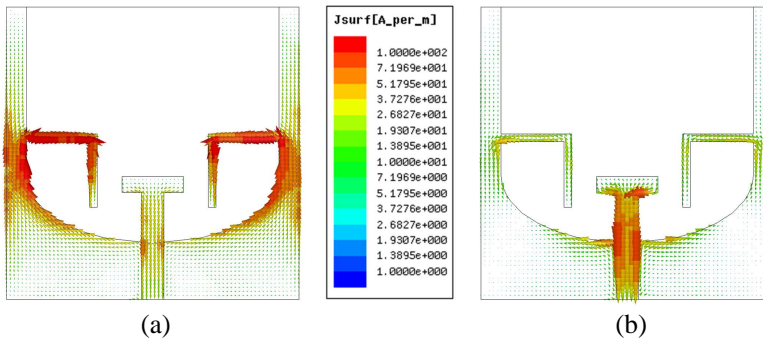 Jsurf[A_per_m]
1.0000e+002
7.1969e+001
5.1795e+001
3.7276e+001
2.6827e+001
1.9307e+001
1.3895e+001
1.0000e+001
7.1969e+000
5.1795e+000
3.7276e+000
2.6827e+000
1.9307e+000
1.3895e+000
1.0000e+000
(a)
(b)